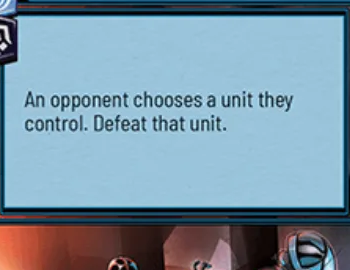 An opponent chooses a unit they
control. Defeat that unit.